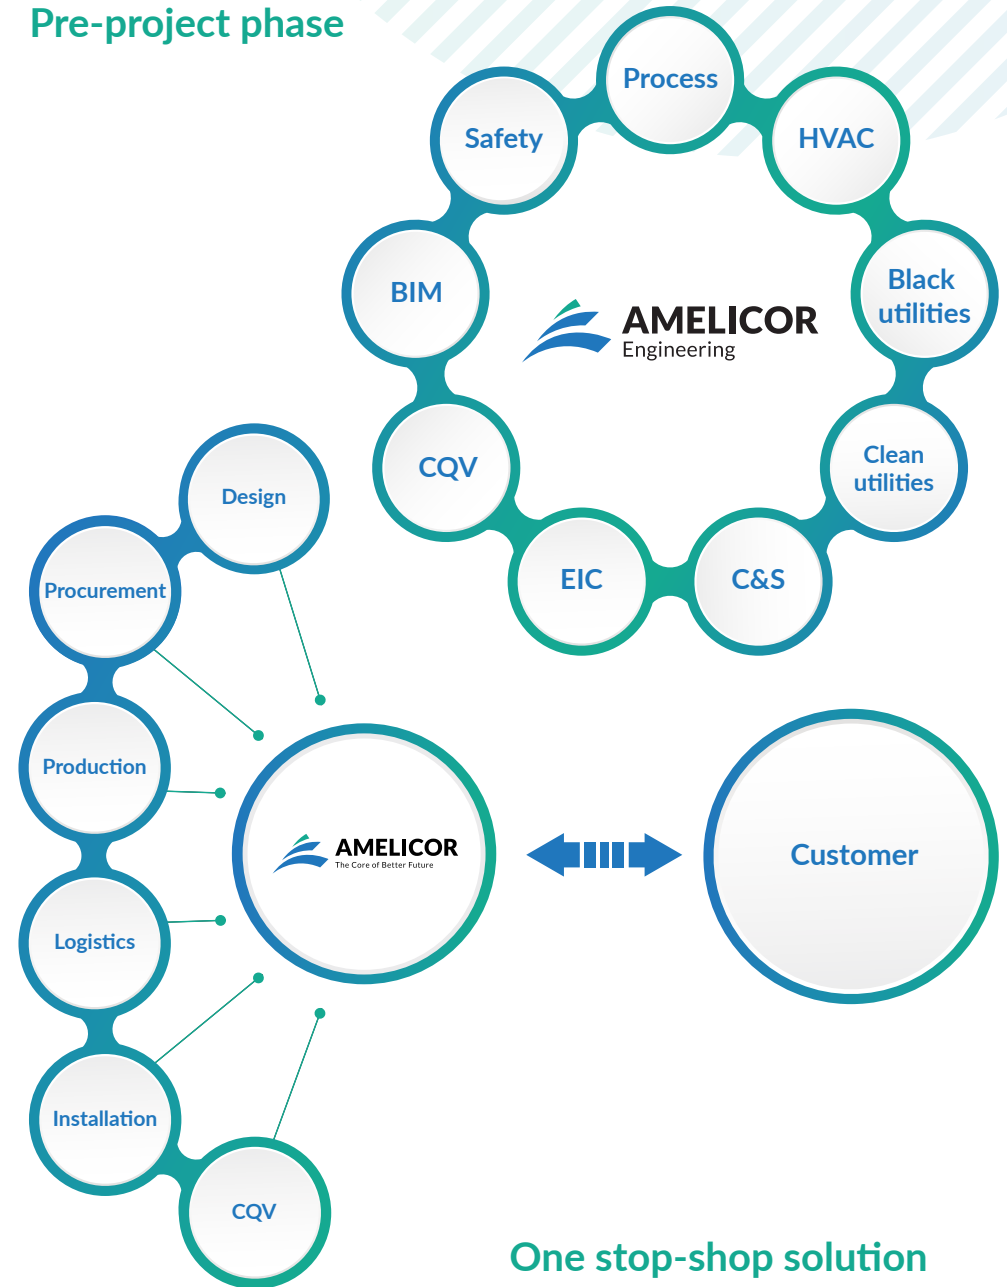 Pre-project phase
Process
Safety
HVAC
BIM
Black
utilities
AMELICOR
Engineering
CQV
Clean
utilities
EIC
C&S
Design
Procurement
Production
Logistics
Installation
CQV
AMELICOR
The Core of Better Future
Customer
One stop-shop solution